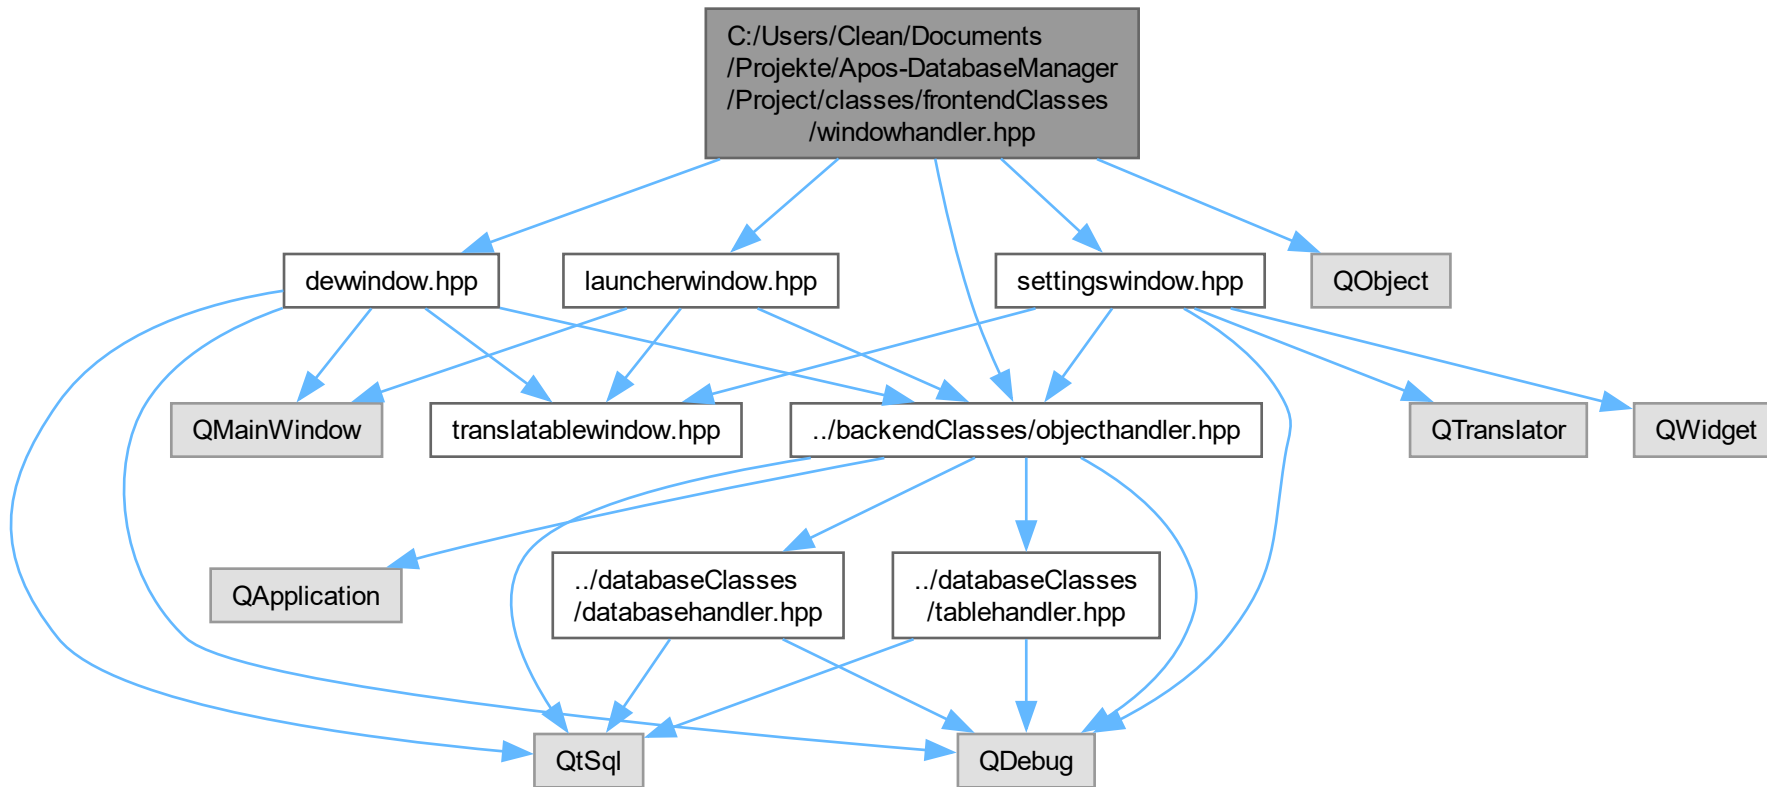 C:/Users/Clean/Documents
/Projekte/Apos-DatabaseManager
/Project/classes/frontendClasses
/windowhandler.hpp
devwindow.hpp
launcherwindow.hpp
settingswindow.hpp
QObject
QMainWindow
translatablewindow.hpp
../backendClasses/objecthandler.hpp
QTranslator
QWidget
QApplication
../databaseClasses
/databasehandler.hpp
../databaseClasses
/tablehandler.hpp
QtSql
QDebug